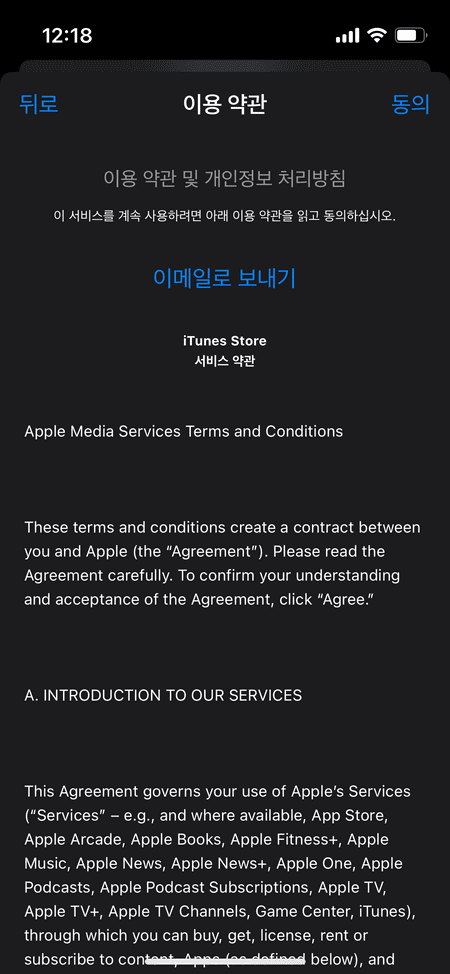 12:18
뒤로
이용 약관
동의
이용 약관 및 개인정보 처리방침
이 서비스를 계속 사용하려면 아래 이용 약관을 읽고 동의하십시오.
이메일로 보내기
iTunes Store
서비스 약관
Apple Media Services Terms and Conditions
These terms and conditions create a contract between
you and Apple (the “Agreement”). Please read the
Agreement carefully. To confirm your understanding
and acceptance of the Agreement, click “Agree.”
A. INTRODUCTION TO OUR SERVICES
This Agreement governs your use of Apple’s Services
(“Services” – e.g., and where available, App Store,
Apple Arcade, Apple Books, Apple Fitness+, Apple
Music, Apple News, Apple News+, Apple One, Apple
Podcasts, Apple Podcast Subscriptions, Apple TV,
Apple TV+, Apple TV Channels, Game Center, iTunes),
through which you can buy, get, license, rent or
subscribe to content, Apps (as defined below), and